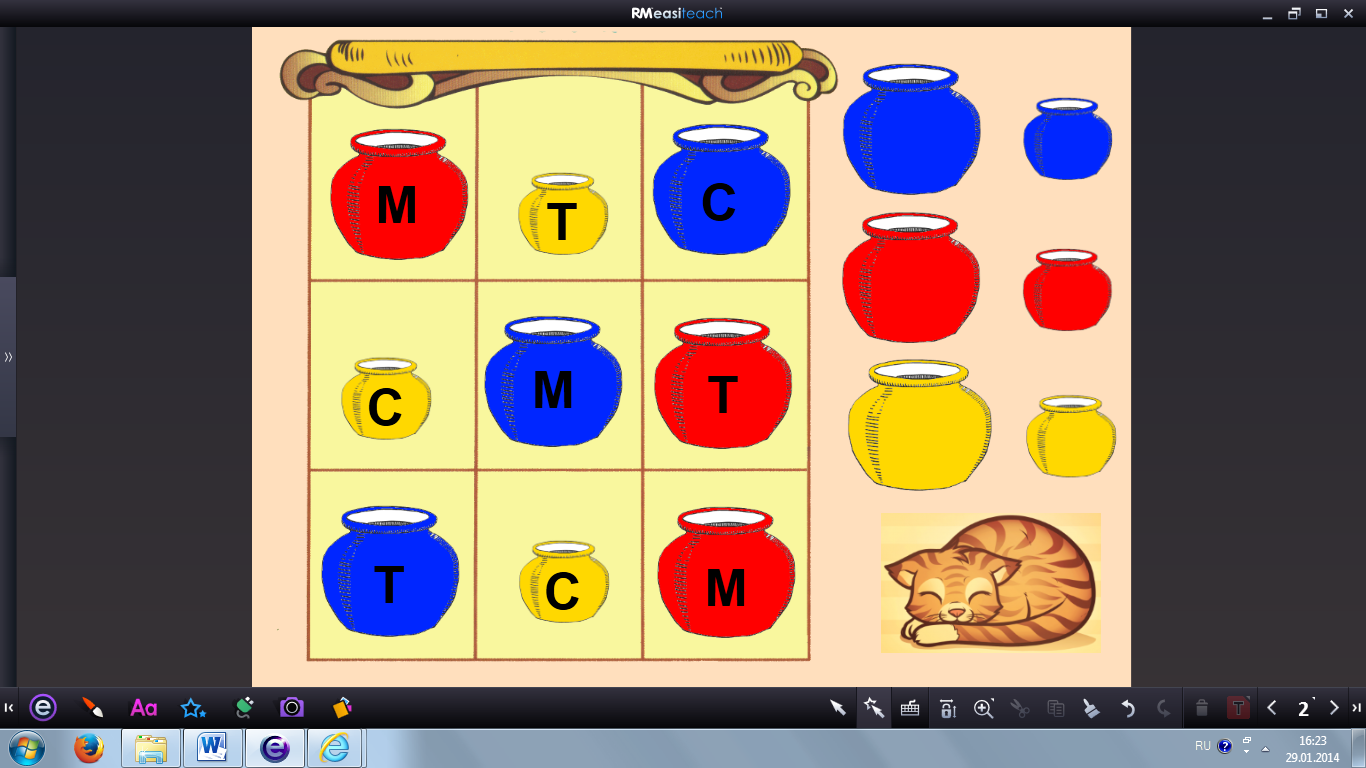 RMeasiteach
М Т С
С М Т
Т С М
Aa
T
2
RU
16:23
29.01.2014